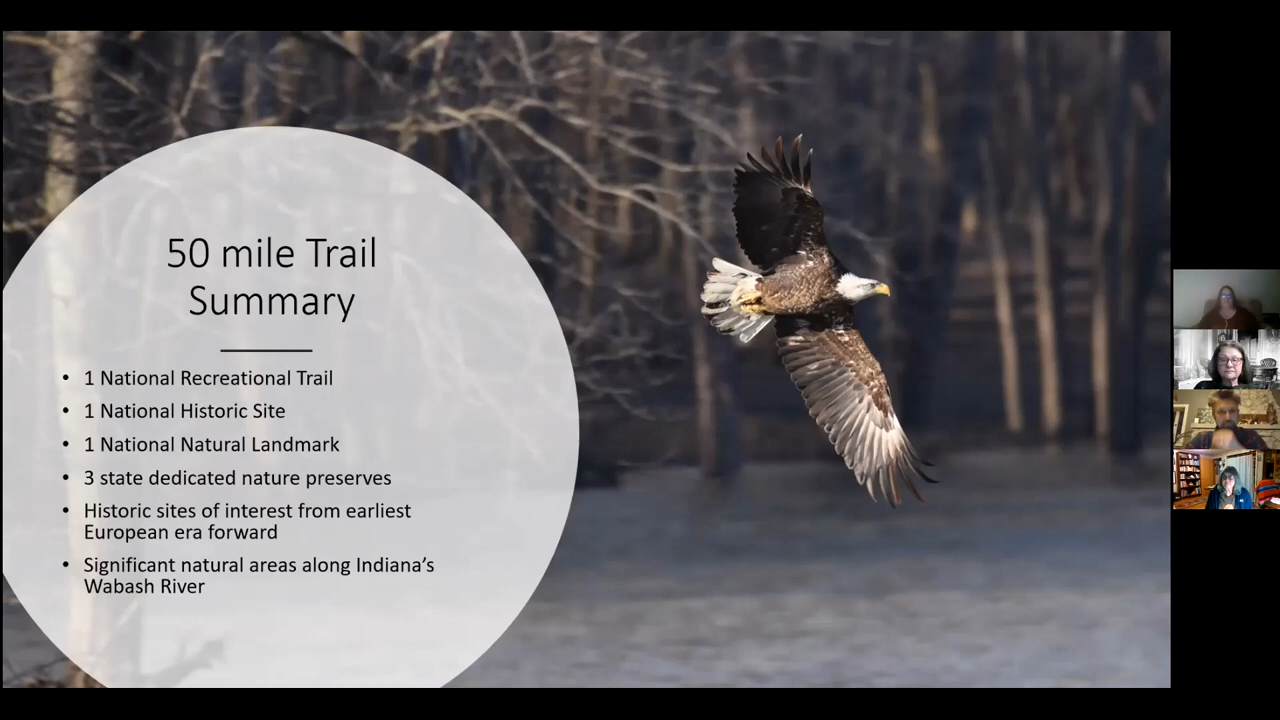 50 mile Trail
Summary
• 1 National Recreational Trail
• 1 National Historic Site
• 1 National Natural Landmark
• 3 state dedicated nature preserves
• Historic sites of interest from earliest
European era forward
• Significant natural areas along Indiana’s
Wabash River